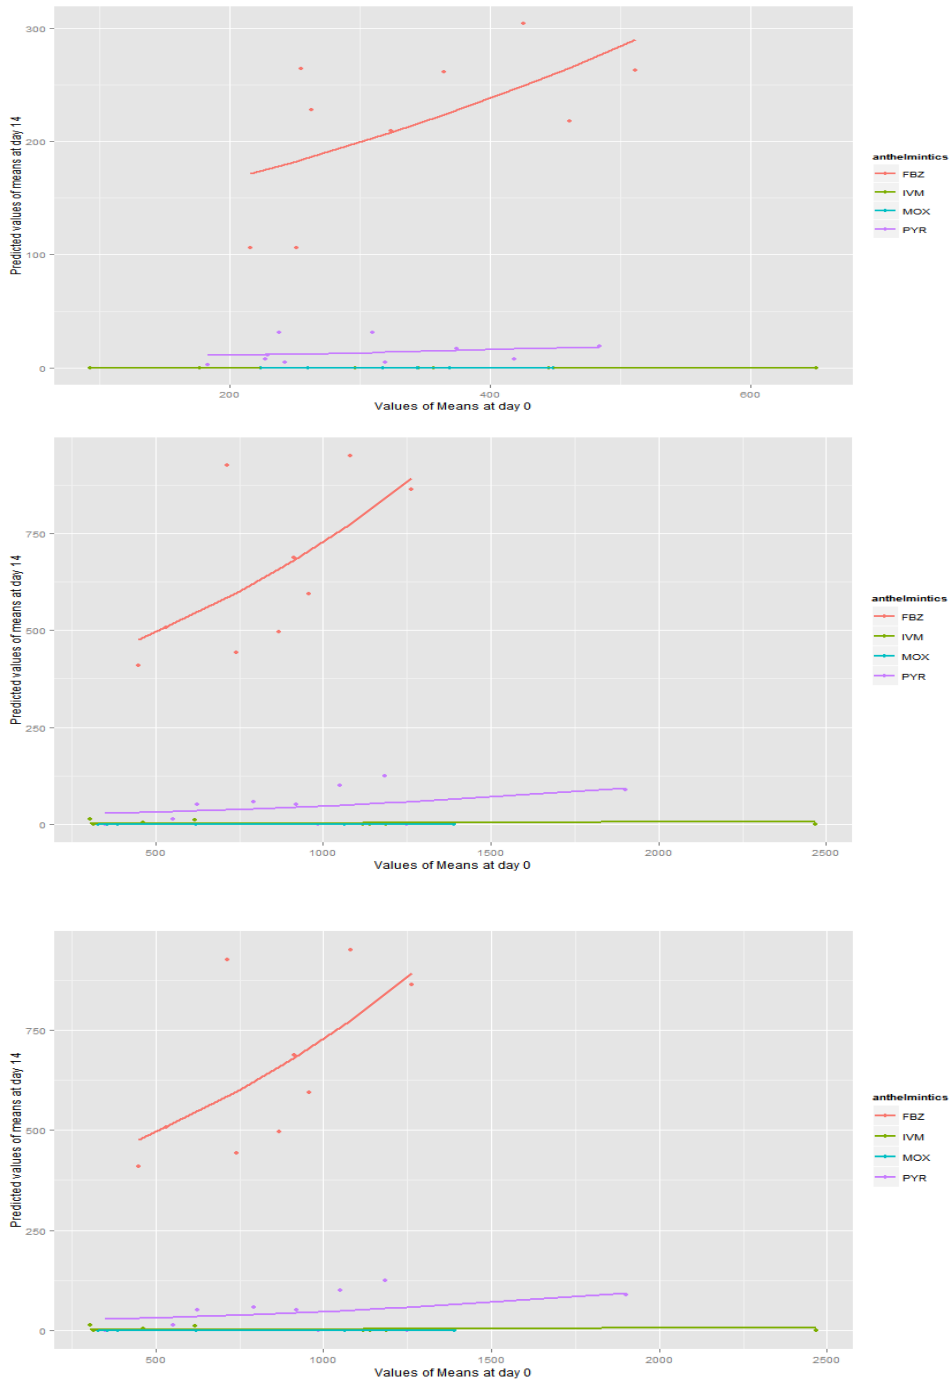 300
200
100
0
Predicted values of means at day 14
200
400
600
Values of Means at day 0
anthelmintics
FBZ
IVM
MOX
PYR
750
500
250
0
Predicted values of means at day 14
500
1000
1500
2000
2500
Values of Means at day 0
anthelmintics
FBZ
IVM
MOX
PYR
750
500
250
0
Predicted values of means at day 14
500
1000
1500
2000
2500
Values of Means at day 0
anthelmintics
FBZ
IVM
MOX
PYR